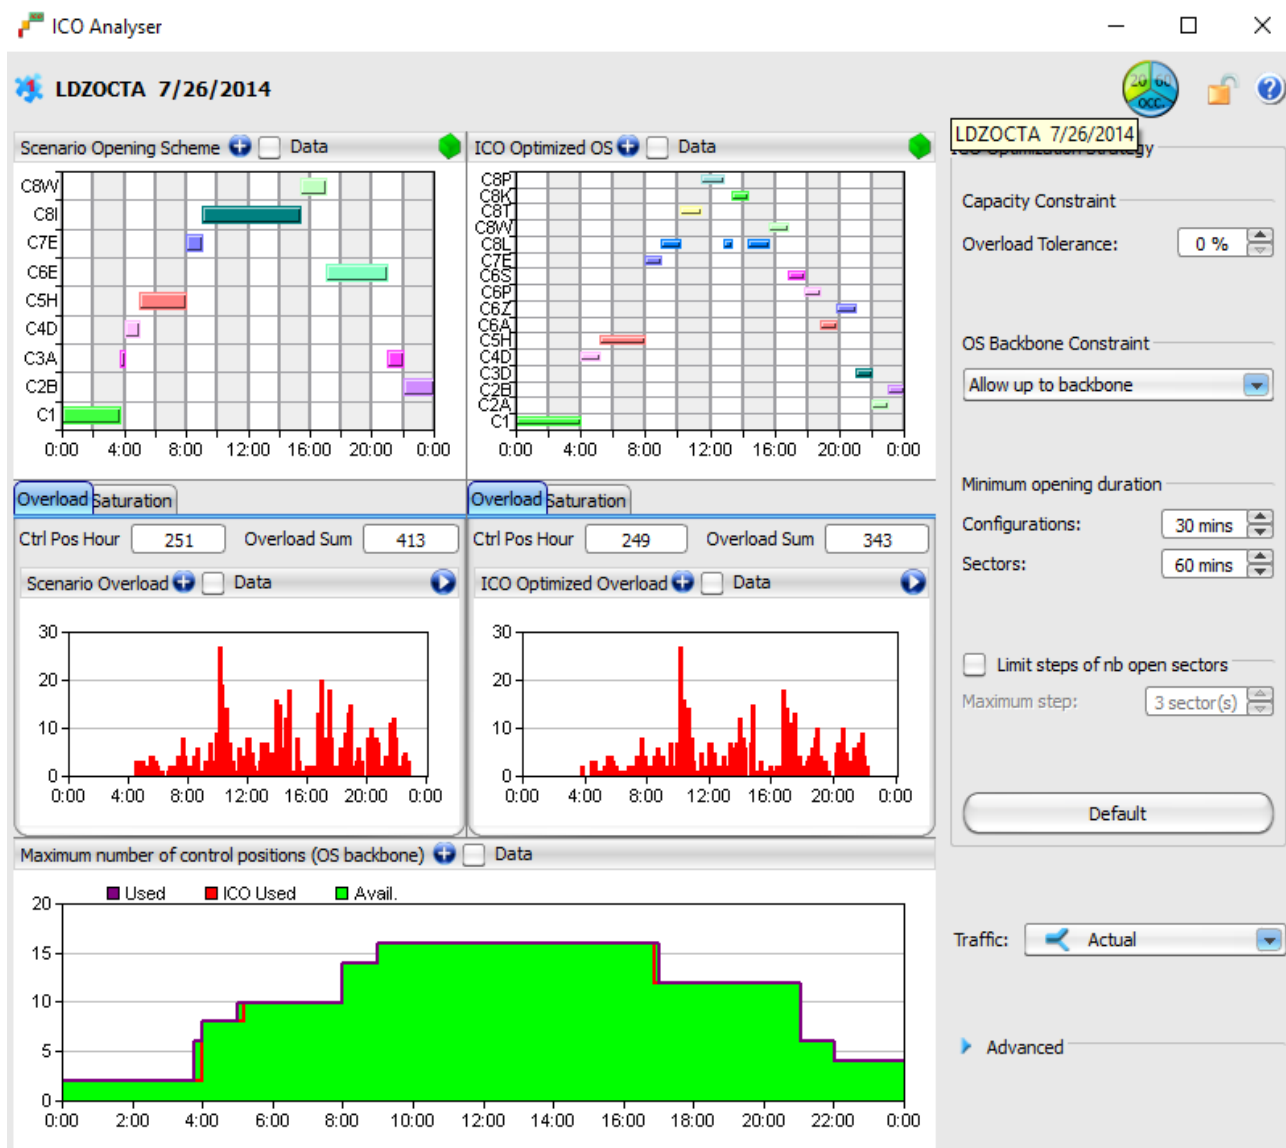 ICO Analyser
LDZOCTA 7/26/2014
20 60
OCC.
LDZOCTA 7/26/2014
Scenario Opening Scheme Data
C8W
C8I
C7E
C6E
C5H
C4D
C3A
C2B
C1
0:00 4:00 8:00 12:00 16:00 20:00 0:00
ICO Optimized OS Data
C8P
C8K
C8T
C8W
C8L
C7E
C6S
C6P
C6Z
C6A
C5H
C4D
C3D
C2B
C2A
C1
0:00 4:00 8:00 12:00 16:00 20:00 0:00
Overload Saturation
Ctrl Pos Hour 251 Overload Sum 413
Scenario Overload Data
30
20
10
0
0:00 4:00 8:00 12:00 16:00 20:00 0:00
Overload Saturation
Ctrl Pos Hour 249 Overload Sum 343
ICO Optimized Overload Data
30
20
10
0
0:00 4:00 8:00 12:00 16:00 20:00 0:00
Maximum number of control positions (OS backbone) Data
Used ICO Used Avail.
20
15
10
5
0
0:00 2:00 4:00 6:00 8:00 10:00 12:00 14:00 16:00 18:00 20:00 22:00 0:00
ICO Optimization Strategy
Capacity Constraint
Overload Tolerance: 0 %
OS Backbone Constraint
Allow up to backbone
Minimum opening duration
Configurations: 30 mins
Sectors: 60 mins
Limit steps of nb open sectors
Maximum step: 3 sector(s)
Default
Traffic: Actual
Advanced